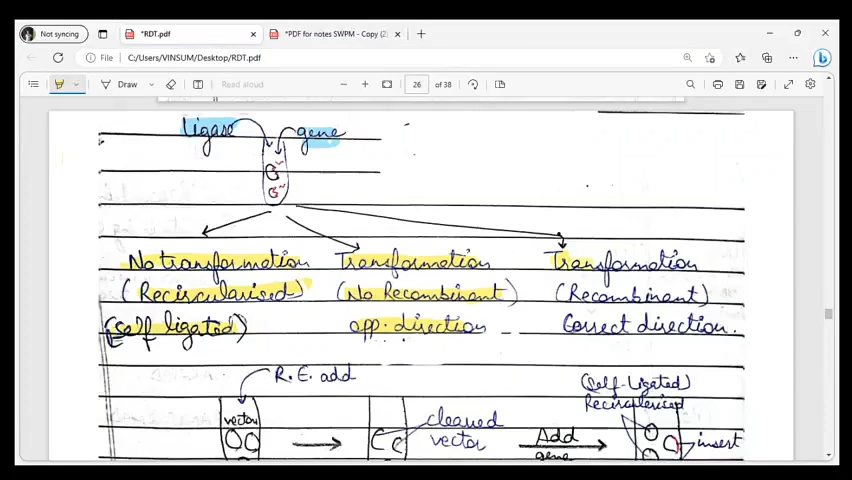 Not syncing
*RDT.pdf
*PDF for notes SWPM - Copy (2)
File
C:/Users/VINSUM/Desktop/RDT.pdf
Draw
Read aloud
26 of 38
ligase gene
No transformation Transformation Transformation
(Recircularised) (No Recombinant) (Recombinant)
(self ligated) opp. direction Correct direction.
R.E. add
(Self-Ligated)
Recircularised
vector cleaved insert
vector Add
gene